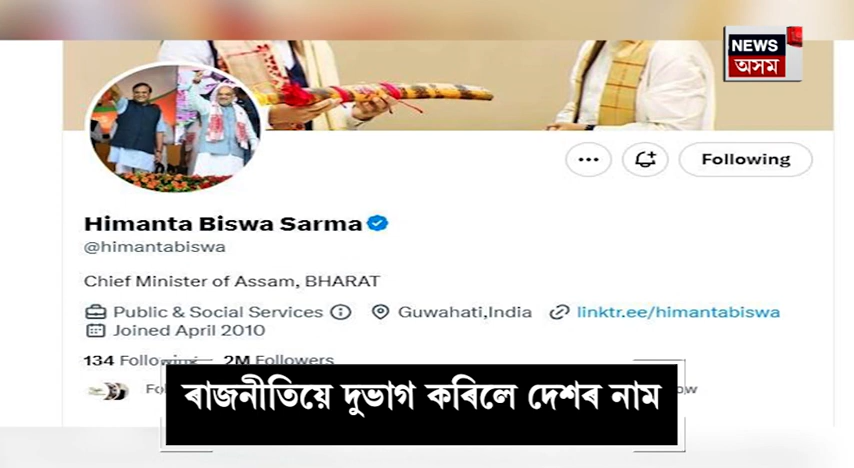 NEWS
অসম
Following
Himanta Biswa Sarma
@himantabiswa
Chief Minister of Assam, BHARAT
Public & Social Services Guwahati,India linktr.ee/himantabiswa
Joined April 2010
134 Following 2M Followers
ৰাজনীতিয়ে দুভাগ কৰিলে দেশৰ নাম